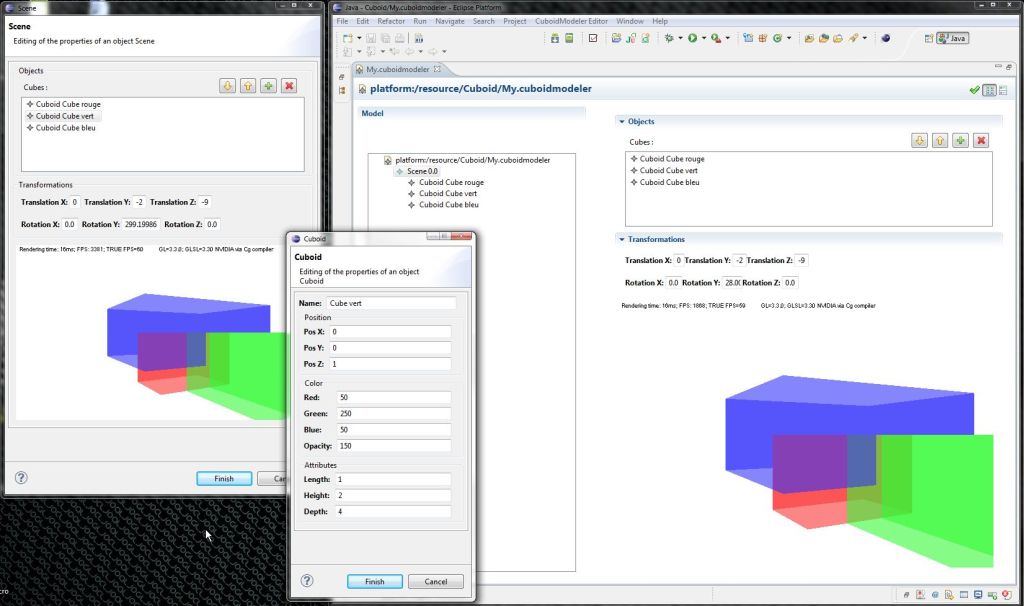 Scene
Scene
Editing of the properties of an object Scene
Objects
Cubes :
Cuboid Cube rouge
Cuboid Cube vert
Cuboid Cube bleu
Transformations
Translation X: 0 Translation Y: -2 Translation Z: -9
Rotation X: 0.0 Rotation Y: 299.19986 Rotation Z: 0.0
Rendering time: 16ms; FPS: 3381; TRUE FPS=60 GL=3.3.0; GLSL=3.30 NVIDIA via Cg compiler
Finish
Can
Cuboid
Cuboid
Editing of the properties of an object
Cuboid
Name: Cube vert
Position
Pos X: 0
Pos Y: 0
Pos Z: 1
Color
Red: 50
Green: 250
Blue: 50
Opacity: 150
Attributes
Length: 1
Height: 2
Depth: 4
Finish Cancel
Java - Cuboid/My.cuboidmodeler - Eclipse Platform
File Edit Refactor Run Navigate Search Project CuboidModeler Editor Window Help
Java
My.cuboidmodeler
platform:/resource/Cuboid/My.cuboidmodeler
Model
platform:/resource/Cuboid/My.cuboidmodeler
Scene 0.0
Cuboid Cube rouge
Cuboid Cube vert
Cuboid Cube bleu
Objects
Cubes :
Cuboid Cube rouge
Cuboid Cube vert
Cuboid Cube bleu
Transformations
Translation X: 0 Translation Y: -2 Translation Z: -9
Rotation X: 0.0 Rotation Y: 28.0 Rotation Z: 0.0
Rendering time: 16ms; FPS: 1868; TRUE FPS=59 GL=3.3.0; GLSL=3.30 NVIDIA via Cg compiler
cro